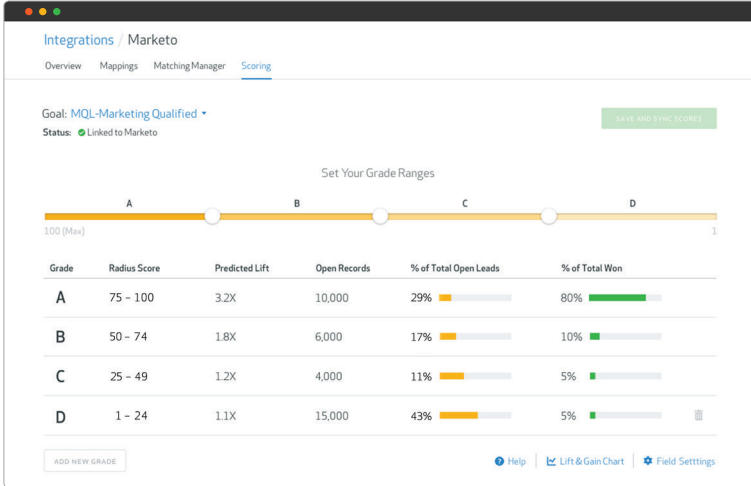 Integrations / Marketo
Overview Mappings Matching Manager Scoring
Goal: MQL-Marketing Qualified
SAVE AND SYNC SCORES
Status: Linked to Marketo
Set Your Grade Ranges
A B C D
100 (Max) 1
Grade Radius Score Predicted Lift Open Records % of Total Open Leads % of Total Won
A 75 – 100 3.2X 10,000 29% 80%
B 50 – 74 1.8X 6,000 17% 10%
C 25 – 49 1.2X 4,000 11% 5%
D 1 – 24 1.1X 15,000 43% 5%
ADD NEW GRADE Help Lift & Gain Chart Field Setttings